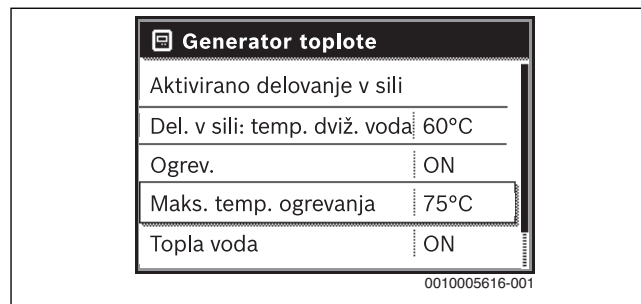 Generator toplote
Aktivirano delovanje v sili
Del. v sili: temp. dviž. voda 60°C
Ogrev. ON
Maks. temp. ogrevanja 75°C
Topla voda ON
0010005616-001